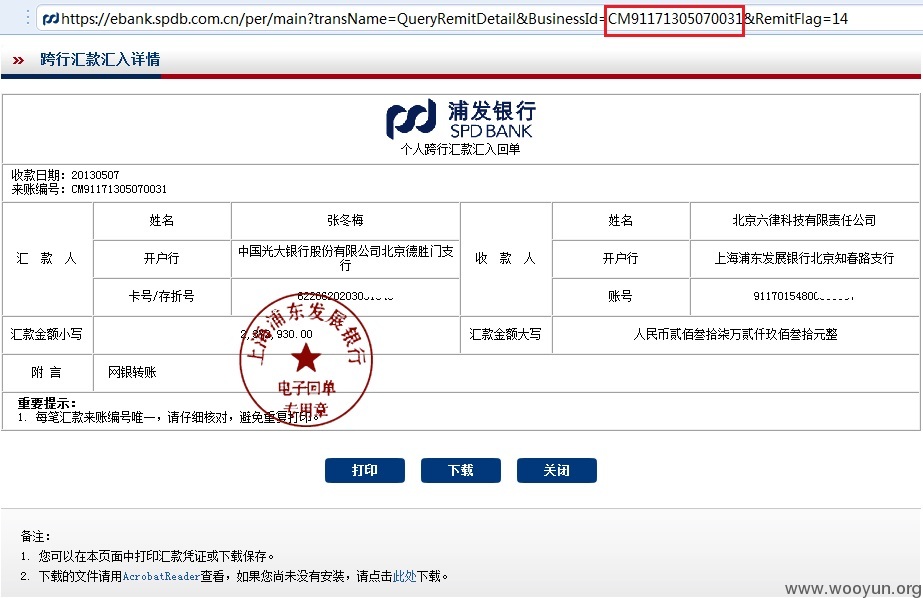 https://ebank.spdb.com.cn/per/main?transName=QueryRemitDetail&BusinessId=CM91171305070031&RemitFlag=14
跨行汇款汇入详情
浦发银行
SPD BANK
个人跨行汇款汇入回单
收款日期：20130507
来账编号：CM91171305070031
汇 款 人
姓名
张冬梅
收 款 人
姓名
北京六律科技有限责任公司
开户行
中国光大银行股份有限公司北京德胜门支
行
开户行
上海浦东发展银行北京知春路支行
卡号/存折号
账号
汇款金额小写
930.00
汇款金额大写
人民币贰佰叁拾柒万贰仟玖佰叁拾元整
附 言
网银转账
上海浦东发展银行
电子回单
专用章
重要提示：
1. 每笔汇款来账编号唯一，请仔细核对，避免重复打印。
打印
下载
关闭
备注：
1. 您可以在本页面中打印汇款凭证或下载保存。
2. 下载的文件请用AcrobatReader查看，如果您尚未没有安装，请点击此处下载。
www.wooyun.org